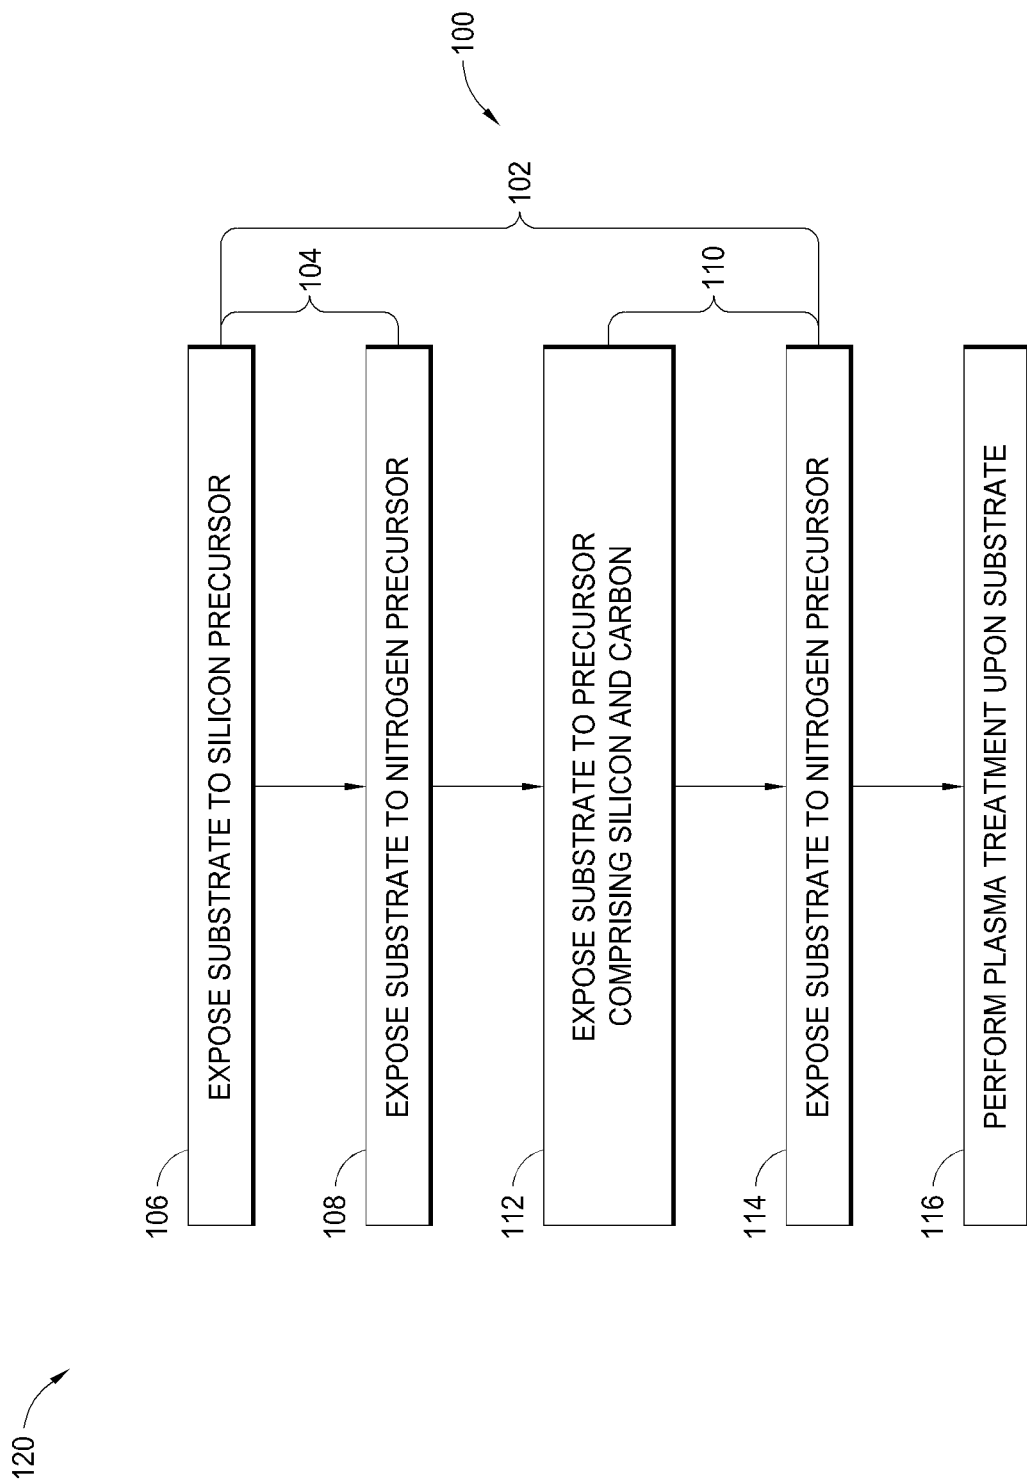 120
100
106
EXPOSE SUBSTRATE TO SILICON PRECURSOR
104
102
108
EXPOSE SUBSTRATE TO NITROGEN PRECURSOR
112
EXPOSE SUBSTRATE TO PRECURSOR
COMPRISING SILICON AND CARBON
110
114
EXPOSE SUBSTRATE TO NITROGEN PRECURSOR
116
PERFORM PLASMA TREATMENT UPON SUBSTRATE